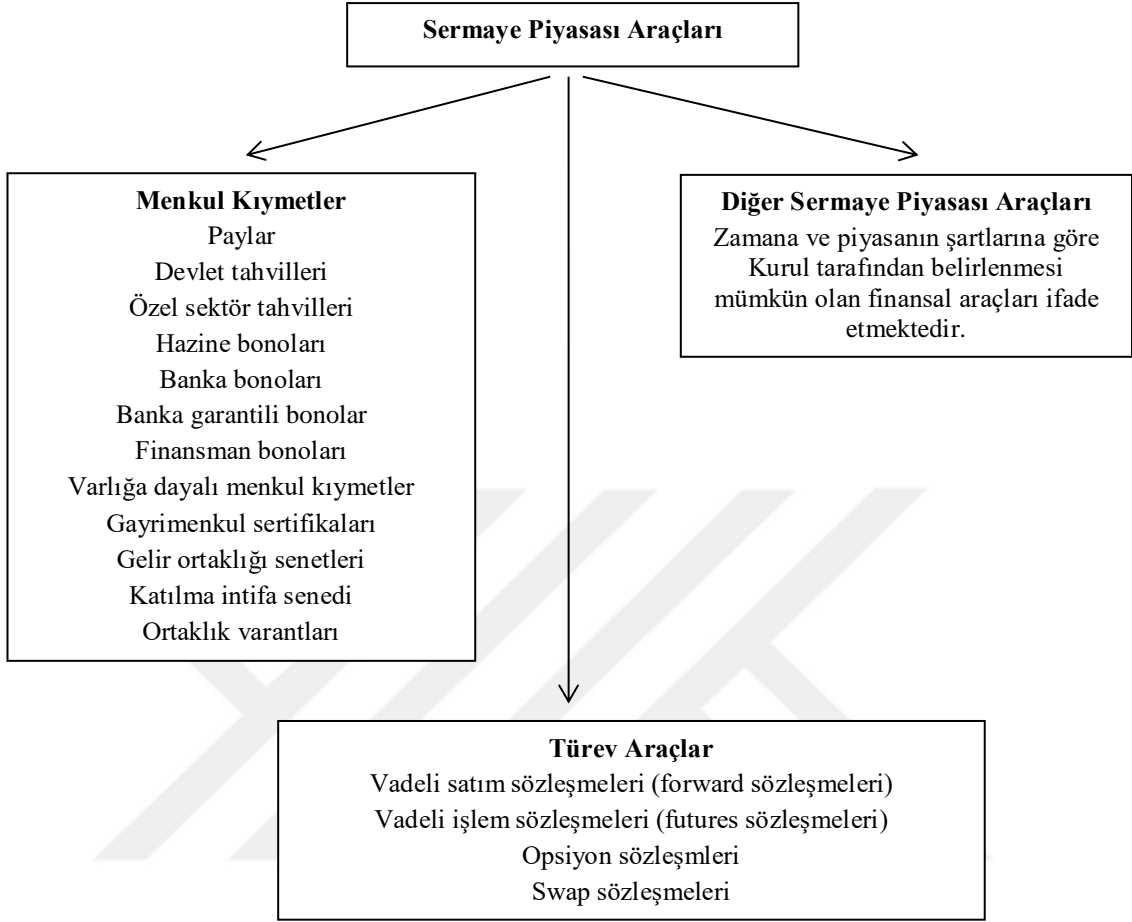 Sermaye Piyasası Araçları
Menkul Kıymetler
Paylar
Devlet tahvilleri
Özel sektör tahvilleri
Hazine bonoları
Banka bonoları
Banka garantili bonolar
Finansman bonoları
Varlığa dayalı menkul kıymetler
Gayrimenkul sertifikaları
Gelir ortaklığı senetleri
Katılma intifa senedi
Ortaklık varantları
Diğer Sermaye Piyasası Araçları
Zamana ve piyasanın şartlarına göre
Kurul tarafından belirlenmesi
mümkün olan finansal araçları ifade
etmektedir.
Türev Araçlar
Vadeli satım sözleşmeleri (forward sözleşmeleri)
Vadeli işlem sözleşmeleri (futures sözleşmeleri)
Opsiyon sözleşmleri
Swap sözleşmeleri